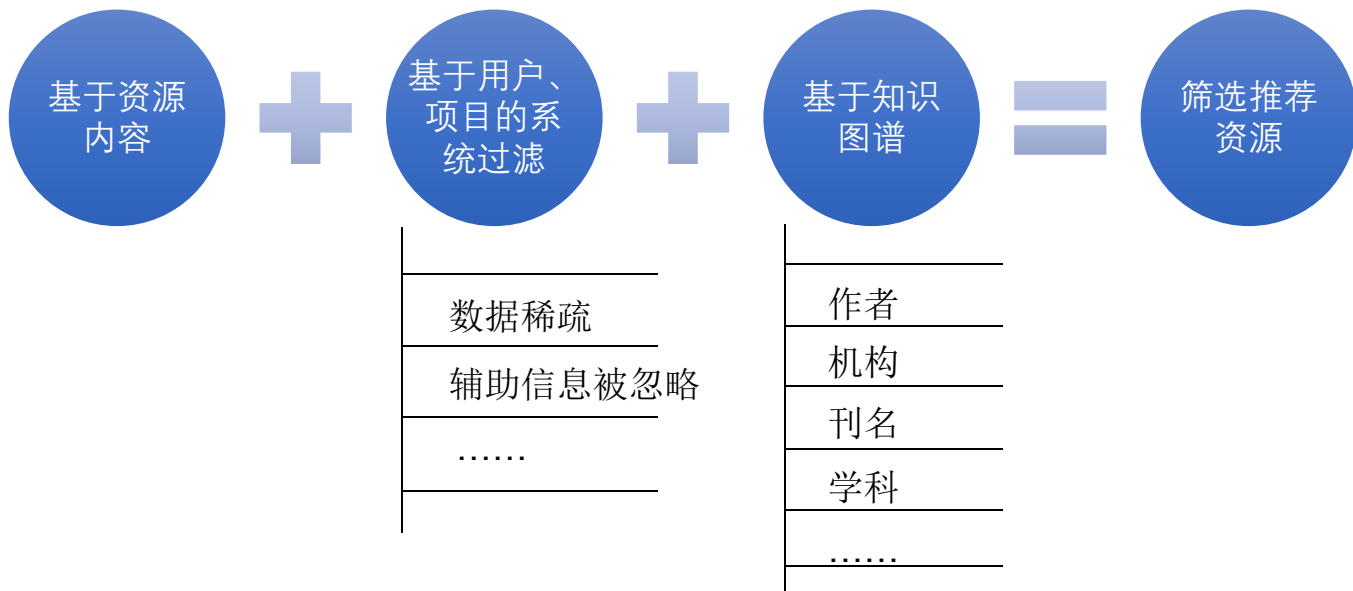 基于资源
内容
基于用户、
项目的系
统过滤
基于知识
图谱
筛选推荐
资源
数据稀疏
辅助信息被忽略
……
作者
机构
刊名
学科
……